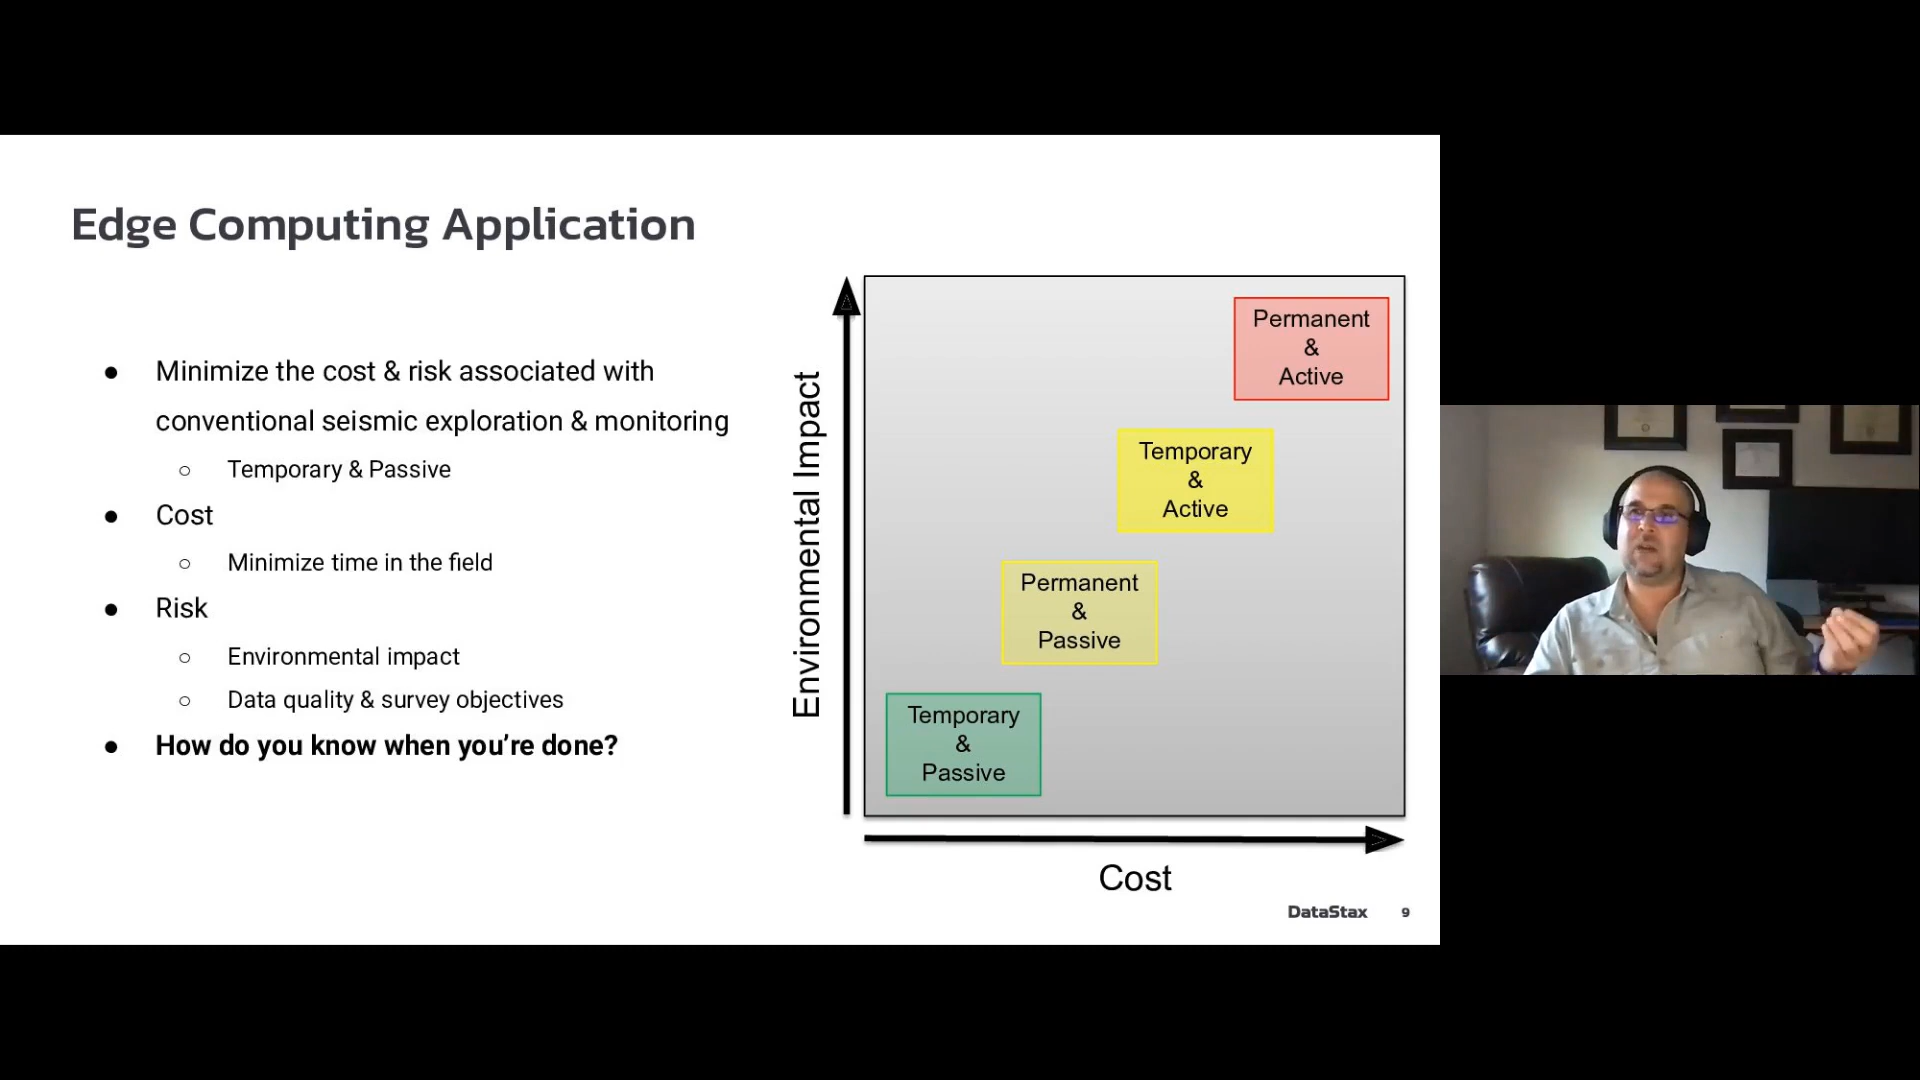 Edge Computing Application
● Minimize the cost & risk associated with
conventional seismic exploration & monitoring
○ Temporary & Passive
● Cost
○ Minimize time in the field
● Risk
○ Environmental impact
○ Data quality & survey objectives
● How do you know when you’re done?
Environmental Impact
Permanent
&
Active
Temporary
&
Active
Permanent
&
Passive
Temporary
&
Passive
Cost
DataStax 9